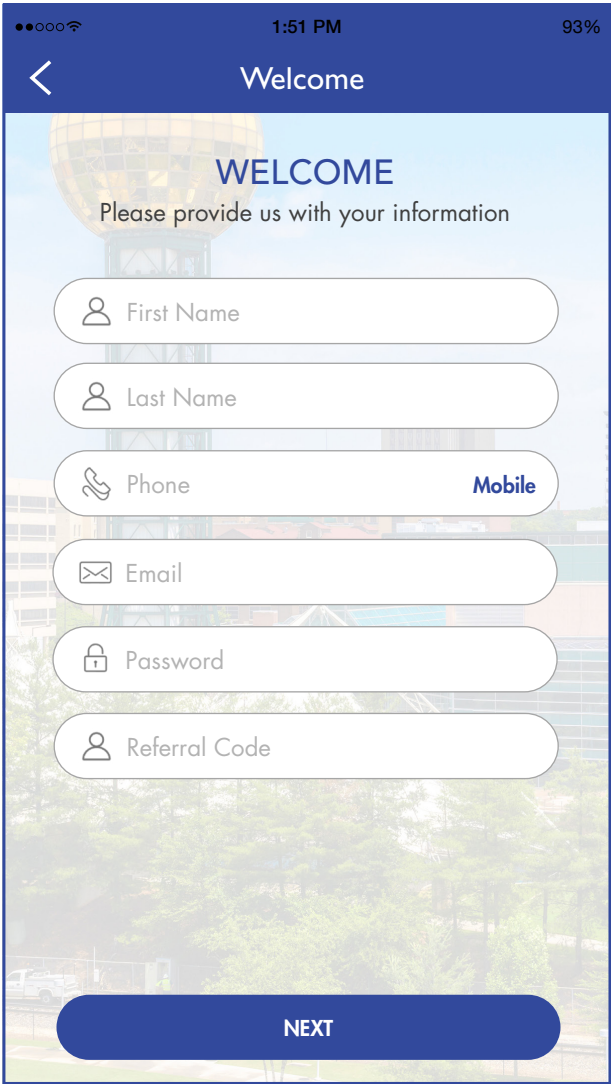 1:51 PM 93%
Welcome
WELCOME
Please provide us with your information
First Name
Last Name
Phone Mobile
Email
Password
Referral Code
NEXT